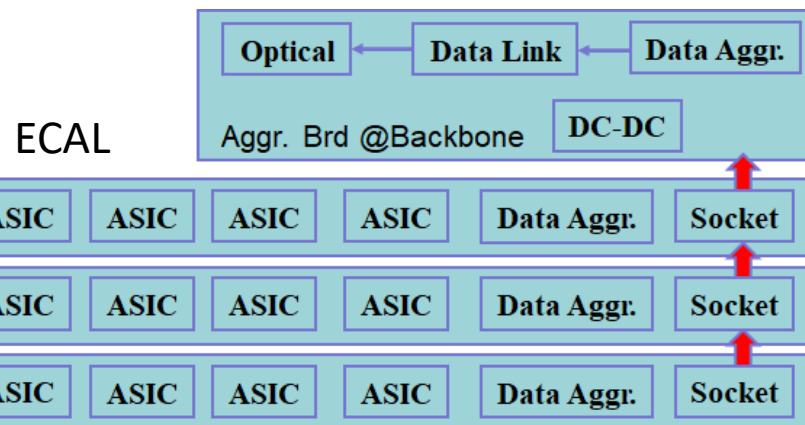 Optical Data Link Data Aggr.
ECAL
Aggr. Brd @Backbone DC-DC
ASIC ASIC ASIC ASIC Data Aggr. Socket
ASIC ASIC ASIC ASIC Data Aggr. Socket
ASIC ASIC ASIC ASIC Data Aggr. Socket